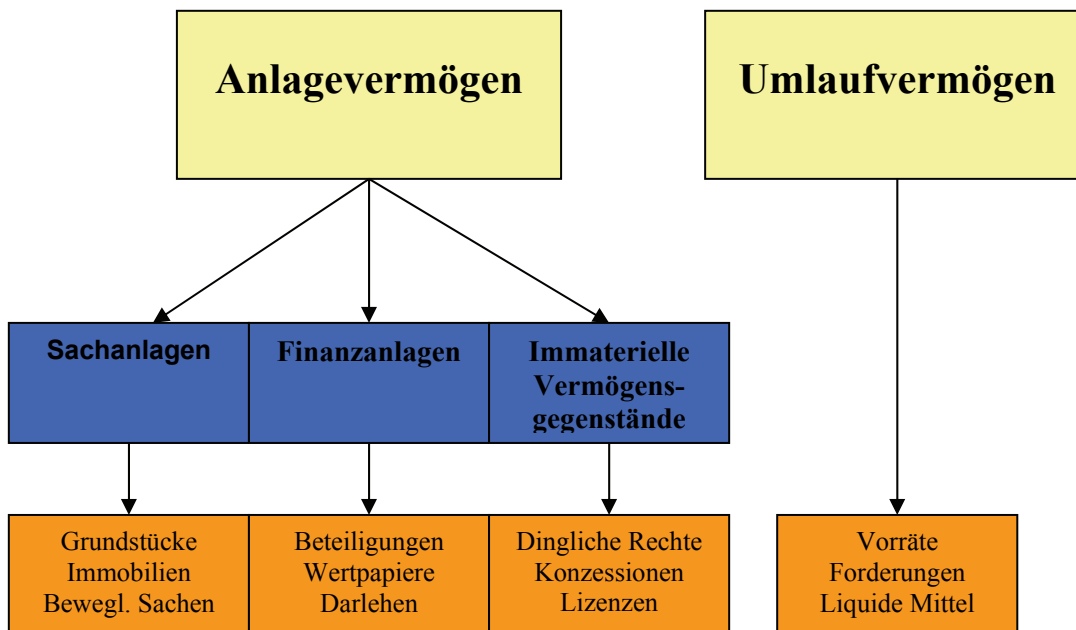 Anlagevermögen
Umlaufvermögen
Sachanlagen
Finanzanlagen
Immaterielle
Vermögens-
gegenstände
Grundstücke
Immobilien
Bewegl. Sachen
Beteiligungen
Wertpapiere
Darlehen
Dingliche Rechte
Konzessionen
Lizenzen
Vorräte
Forderungen
Liquide Mittel